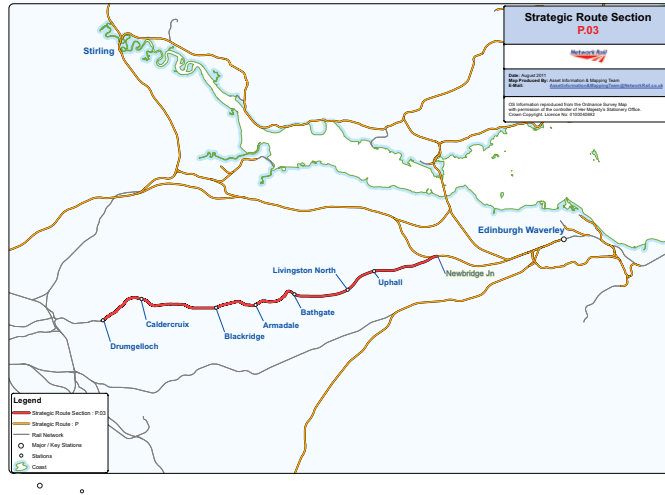 Strategic Route Section
P.03
Network Rail
Date: August 2011
Map Produced By: Asset Information & Mapping Team
E-Mail: AssetInformation&MappingTeam@NetworkRail.co.uk
OS Information reproduced from the Ordnance Survey Map
with permission of the controller of Her Majesty's Stationery Office.
Crown Copyright. Licence No. 0100040692
Stirling
Edinburgh Waverley
Newbridge Jn
Livingston North
Uphall
Bathgate
Armadale
Blackridge
Caldercruix
Drumgelloch
Legend
Strategic Route Section : P.03
Strategic Route : P
Rail Network
Major / Key Stations
Stations
Coast